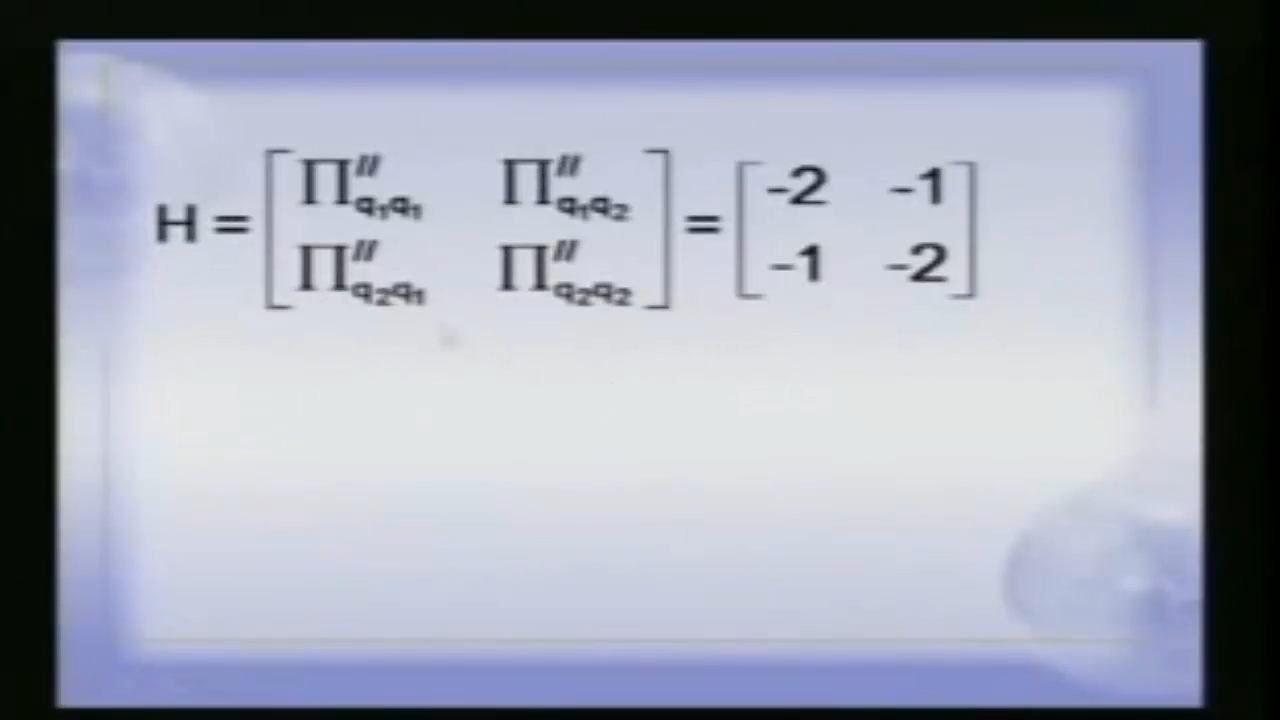 H = [ Π″q₁q₁ Π″q₁q₂ ] = [ -2 -1 ]
[ Π″q₂q₁ Π″q₂q₂ ] [ -1 -2 ]